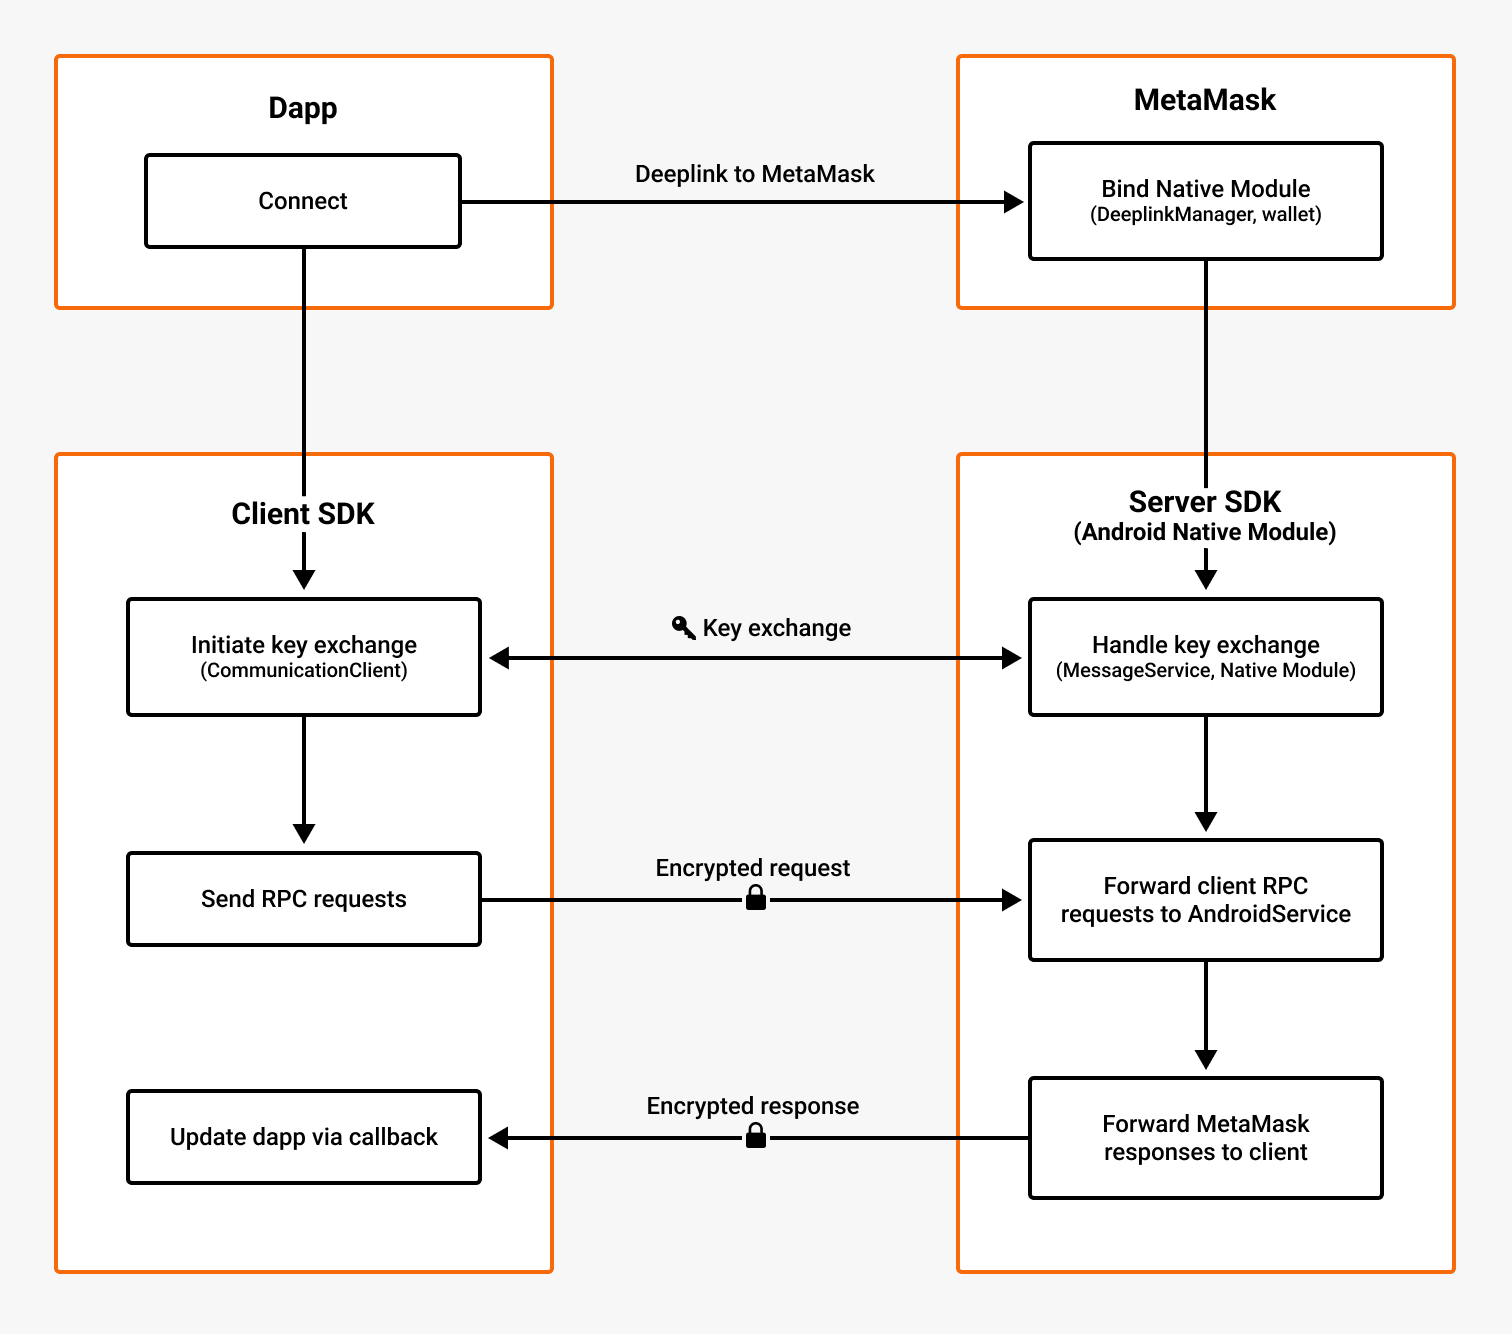 Dapp
Connect
Deeplink to MetaMask
MetaMask
Bind Native Module
(DeeplinkManager, wallet)
Client SDK
Server SDK
(Android Native Module)
Initiate key exchange
(CommunicationClient)
Key exchange
Handle key exchange
(MessageService, Native Module)
Send RPC requests
Encrypted request
Forward client RPC
requests to AndroidService
Update dapp via callback
Encrypted response
Forward MetaMask
responses to client